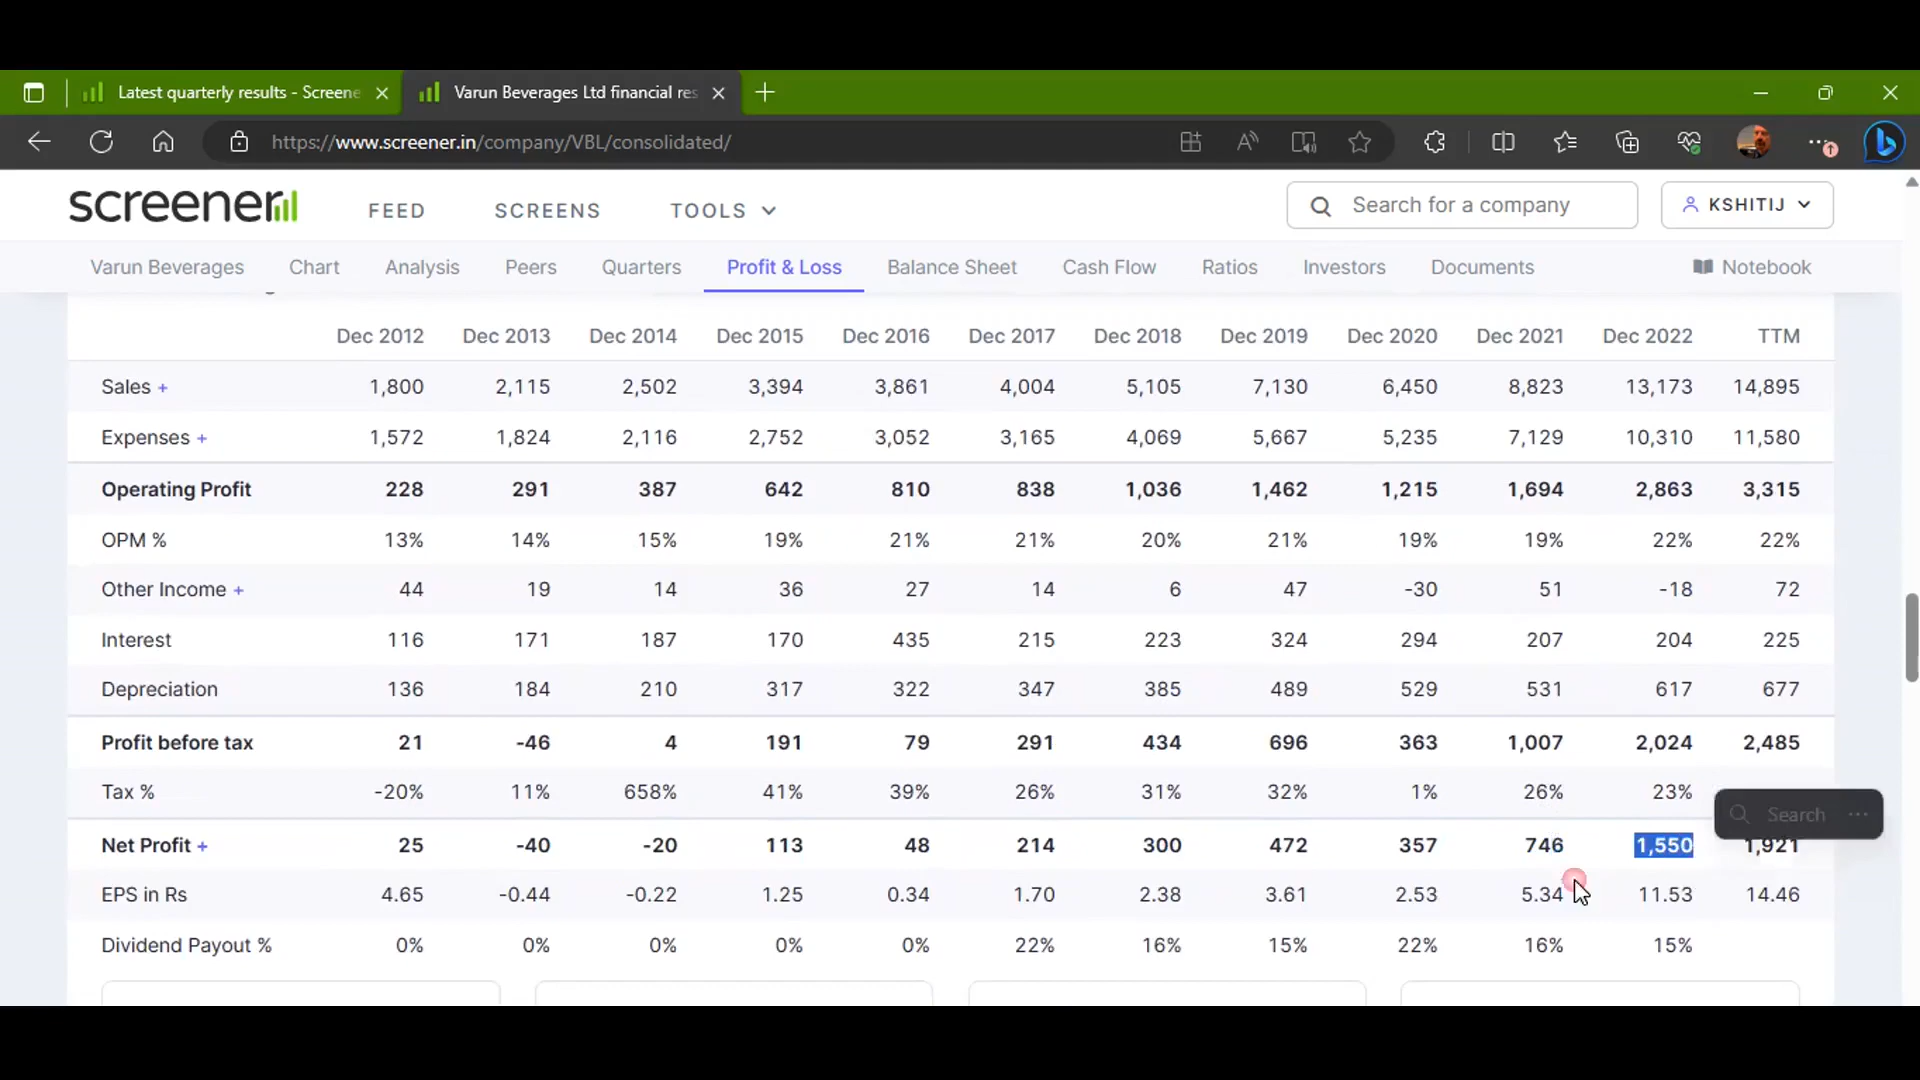 Latest quarterly results - Screene
Varun Beverages Ltd financial res
https://www.screener.in/company/VBL/consolidated/
screener
FEED
SCREENS
TOOLS
Search for a company
KSHITIJ
Varun Beverages
Chart
Analysis
Peers
Quarters
Profit & Loss
Balance Sheet
Cash Flow
Ratios
Investors
Documents
Notebook
Dec 2012 Dec 2013 Dec 2014 Dec 2015 Dec 2016 Dec 2017 Dec 2018 Dec 2019 Dec 2020 Dec 2021 Dec 2022 TTM
Sales + 1,800 2,115 2,502 3,394 3,861 4,004 5,105 7,130 6,450 8,823 13,173 14,895
Expenses + 1,572 1,824 2,116 2,752 3,052 3,165 4,069 5,667 5,235 7,129 10,310 11,580
Operating Profit 228 291 387 642 810 838 1,036 1,462 1,215 1,694 2,863 3,315
OPM % 13% 14% 15% 19% 21% 21% 20% 21% 19% 19% 22% 22%
Other Income + 44 19 14 36 27 14 6 47 -30 51 -18 72
Interest 116 171 187 170 435 215 223 324 294 207 204 225
Depreciation 136 184 210 317 322 347 385 489 529 531 617 677
Profit before tax 21 -46 4 191 79 291 434 696 363 1,007 2,024 2,485
Tax % -20% 11% 658% 41% 39% 26% 31% 32% 1% 26% 23%
Search
Net Profit + 25 -40 -20 113 48 214 300 472 357 746 1,550 1,921
EPS in Rs 4.65 -0.44 -0.22 1.25 0.34 1.70 2.38 3.61 2.53 5.34 11.53 14.46
Dividend Payout % 0% 0% 0% 0% 0% 22% 16% 15% 22% 16% 15%